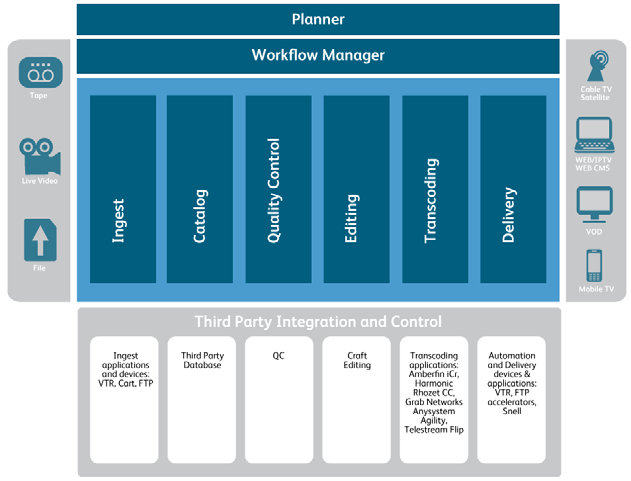 Planner
Workflow Manager
Tape
Live Video
File
Ingest
Catalog
Quality Control
Editing
Transcoding
Delivery
Cable TV
Satellite
WEB/IPTV
WEB CMS
VOD
Mobile TV
Third Party Integration and Control
Ingest
applications
and devices:
VTR, Cart, FTP
Third Party
Database
QC
Craft
Editing
Transcoding
applications:
Amberfin iCr,
Harmonic
Rhozet CC,
Grab Networks
Anysystem
Agility,
Telestream Flip
Automation
and Delivery
devices &
applications:
VTR, FTP
accelerators,
Snell